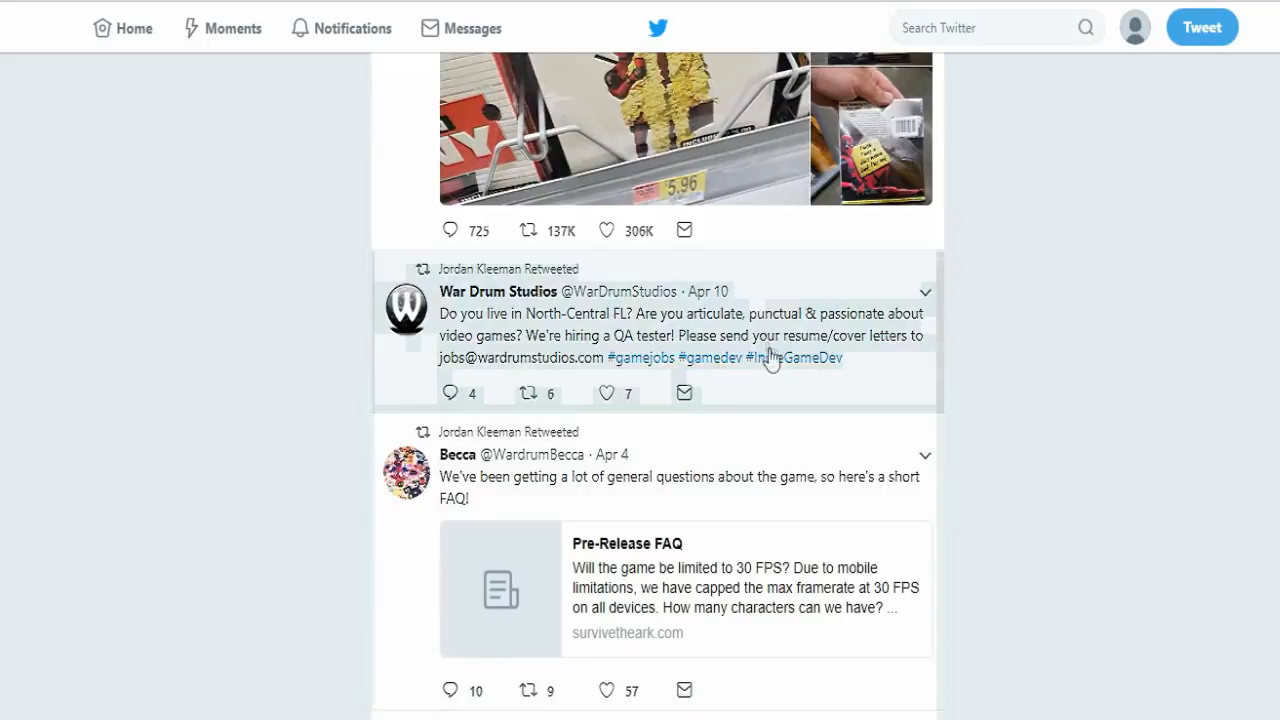 Home Moments Notifications Messages Search Twitter Tweet
NY
5.96
725 137K 306K
Jordan Kleeman Retweeted
War Drum Studios @WarDrumStudios · Apr 10
Do you live in North-Central FL? Are you articulate, punctual & passionate about
video games? We're hiring a QA tester! Please send your resume/cover letters to
jobs@wardrumstudios.com #gamejobs #gamedev #IndieGameDev
4 6 7
Jordan Kleeman Retweeted
Becca @WardrumBecca · Apr 4
We've been getting a lot of general questions about the game, so here's a short
FAQ!
Pre-Release FAQ
Will the game be limited to 30 FPS? Due to mobile
limitations, we have capped the max framerate at 30 FPS
on all devices. How many characters can we have? ...
survivetheark.com
10 9 57